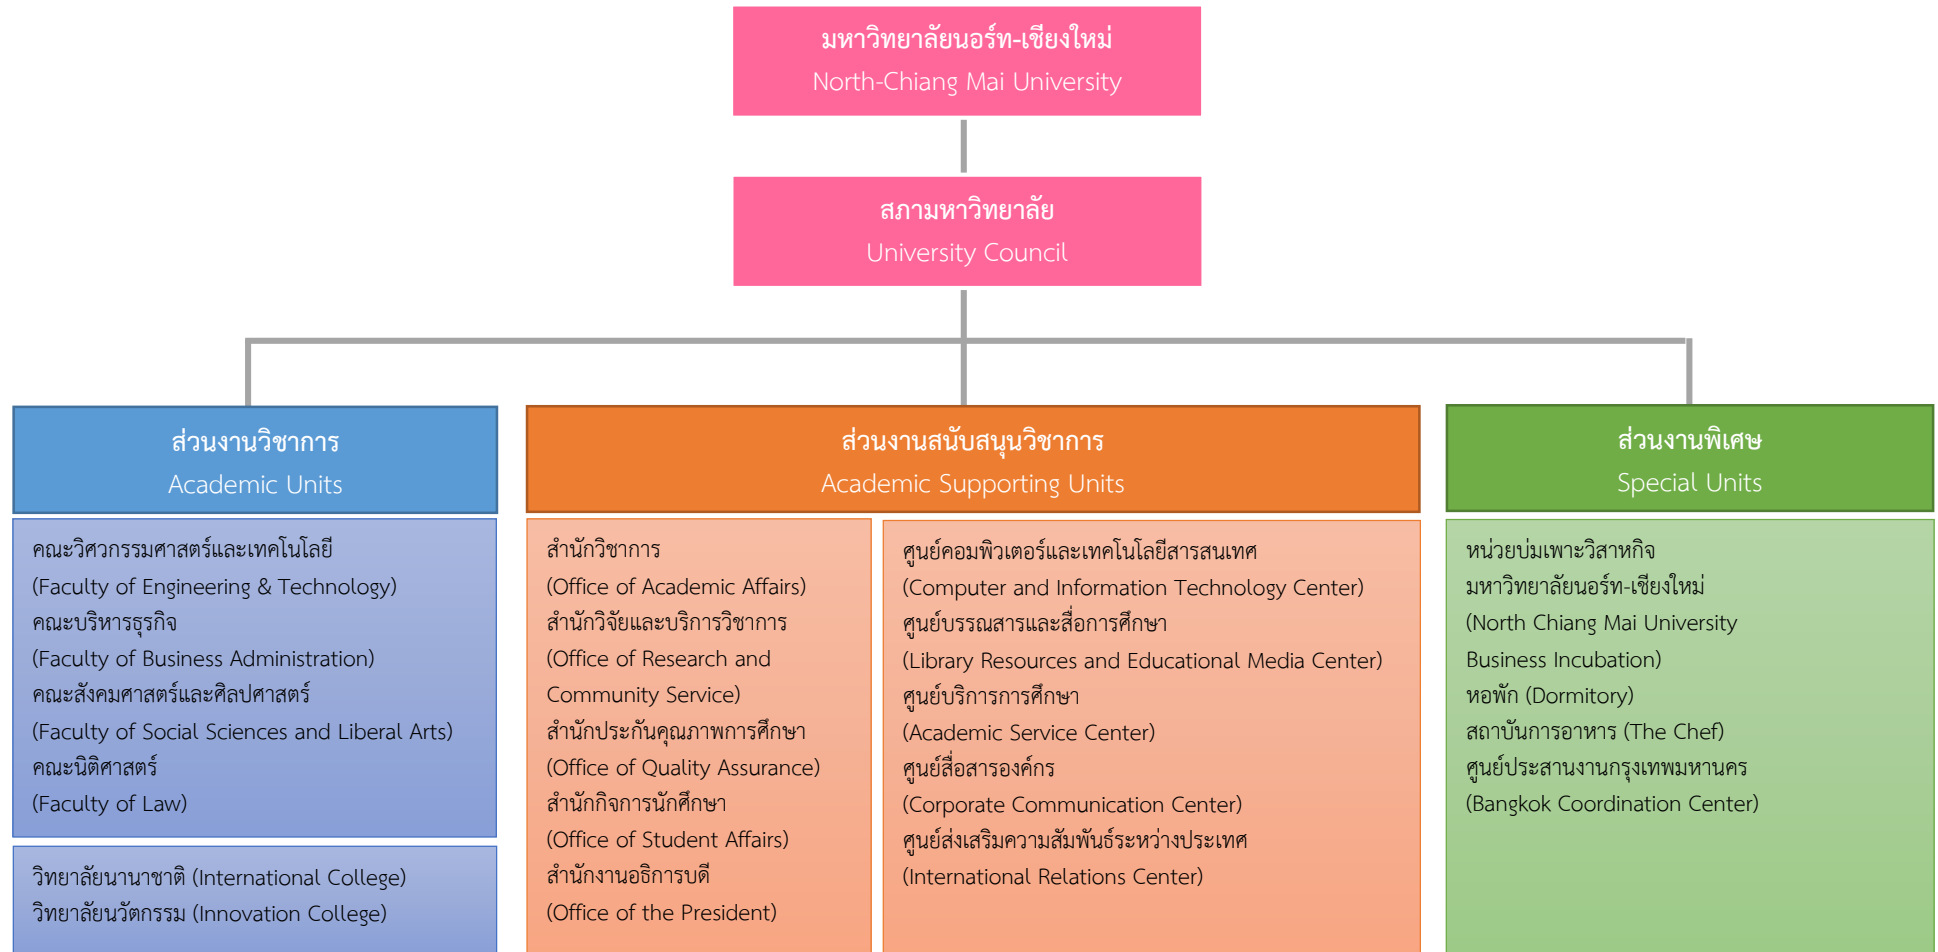 มหาวิทยาลัยนอร์ท-เชียงใหม่
North-Chiang Mai University
สภามหาวิทยาลัย
University Council
ส่วนงานวิชาการ
Academic Units
คณะวิศวกรรมศาสตร์และเทคโนโลยี
(Faculty of Engineering & Technology)
คณะบริหารธุรกิจ
(Faculty of Business Administration)
คณะสังคมศาสตร์และศิลปศาสตร์
(Faculty of Social Sciences and Liberal Arts)
คณะนิติศาสตร์
(Faculty of Law)
วิทยาลัยนานาชาติ (International College)
วิทยาลัยนวัตกรรม (Innovation College)
ส่วนงานสนับสนุนวิชาการ
Academic Supporting Units
สำนักวิชาการ
(Office of Academic Affairs)
สำนักวิจัยและบริการวิชาการ
(Office of Research and
Community Service)
สำนักประกันคุณภาพการศึกษา
(Office of Quality Assurance)
สำนักกิจการนักศึกษา
(Office of Student Affairs)
สำนักงานอธิการบดี
(Office of the President)
ศูนย์คอมพิวเตอร์และเทคโนโลยีสารสนเทศ
(Computer and Information Technology Center)
ศูนย์บรรณสารและสื่อการศึกษา
(Library Resources and Educational Media Center)
ศูนย์บริการการศึกษา
(Academic Service Center)
ศูนย์สื่อสารองค์กร
(Corporate Communication Center)
ศูนย์ส่งเสริมความสัมพันธ์ระหว่างประเทศ
(International Relations Center)
ส่วนงานพิเศษ
Special Units
หน่วยบ่มเพาะวิสาหกิจ
มหาวิทยาลัยนอร์ท-เชียงใหม่
(North Chiang Mai University
Business Incubation)
หอพัก (Dormitory)
สถาบันการอาหาร (The Chef)
ศูนย์ประสานงานกรุงเทพมหานคร
(Bangkok Coordination Center)